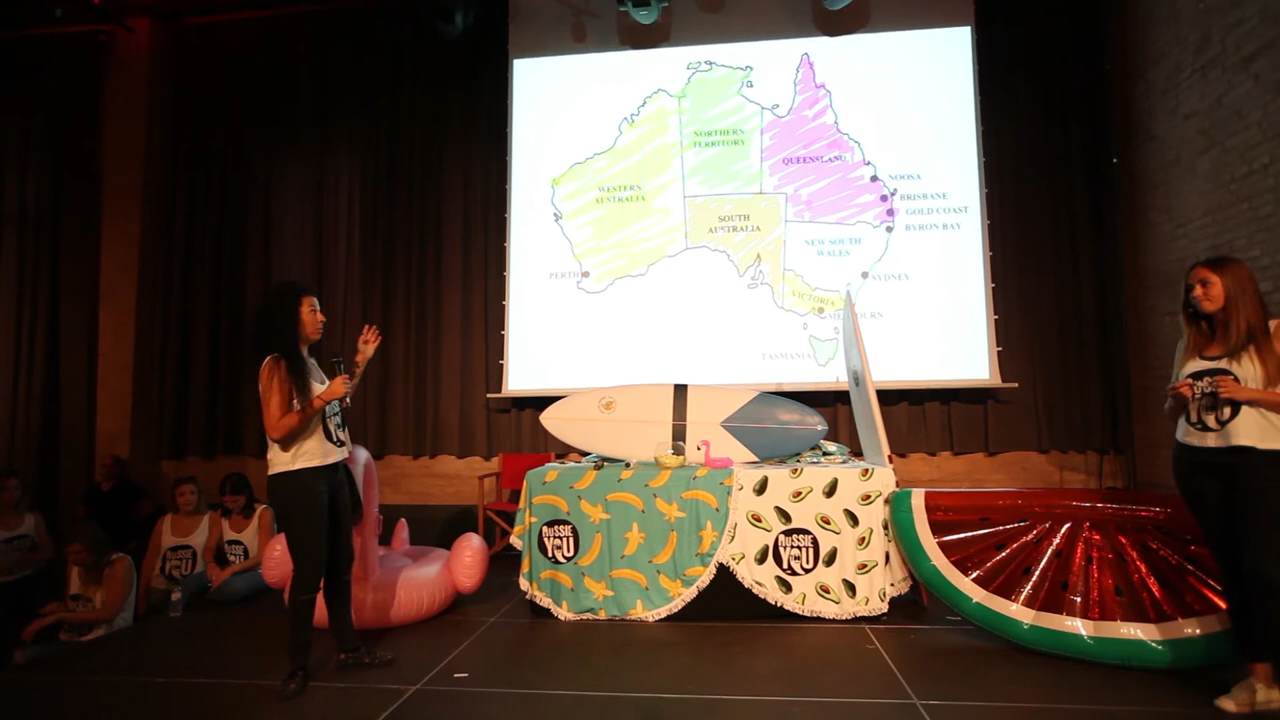 NORTHERN
TERRITORY
QUEENSLAND
NOOSA
WESTERN
AUSTRALIA
BRISBANE
GOLD COAST
SOUTH
AUSTRALIA
BYRON BAY
NEW SOUTH
WALES
PERTH
SYDNEY
VICTORIA
TASMANIA
AUSSIE
YOU
AUSSIE
YOU
YOU